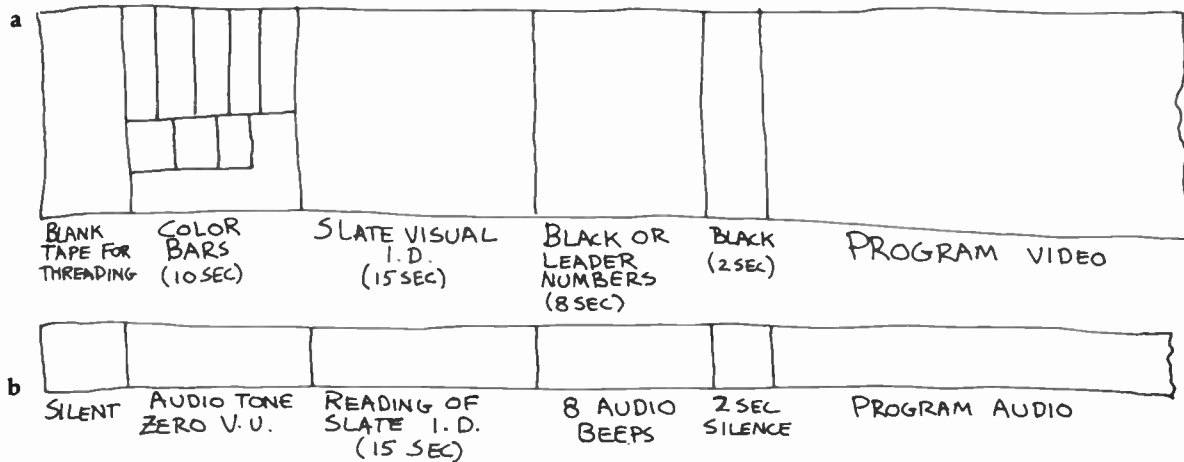 a
BLANK
TAPE FOR
THREADING
COLOR
BARS
(10 SEC)
SLATE VISUAL
I.D.
(15 SEC)
BLACK OR
LEADER
NUMBERS
(8 SEC)
BLACK
(2 SEC)
PROGRAM VIDEO
b
SILENT
AUDIO TONE
ZERO V.U.
READING OF
SLATE I.D.
(15 SEC)
8 AUDIO
BEEPS
2 SEC
SILENCE
PROGRAM AUDIO